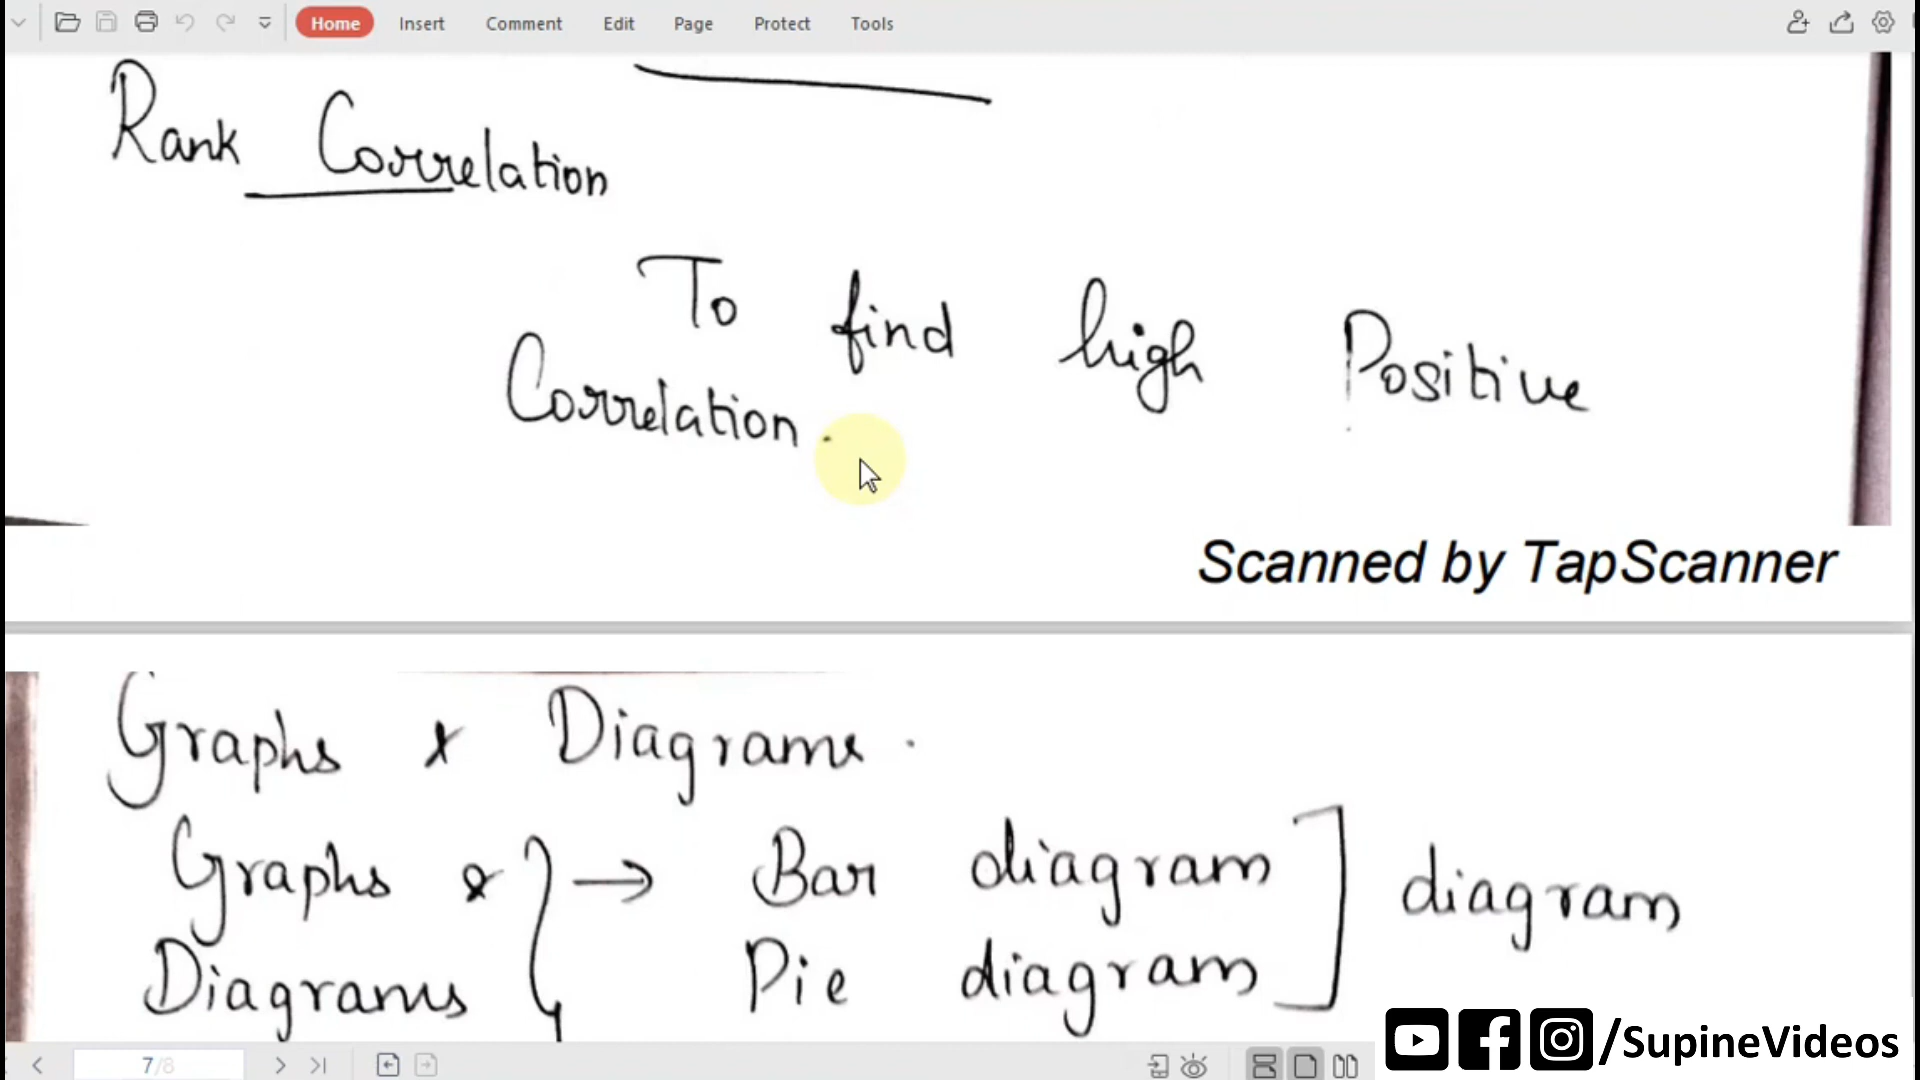 Home Insert Comment Edit Page Protect Tools
Rank Correlation
To find high Positive
Correlation.
Scanned by TapScanner
Graphs & Diagrams.
Graphs & → Bar diagram diagram
Diagrams Pie diagram
7/8
/SupineVideos